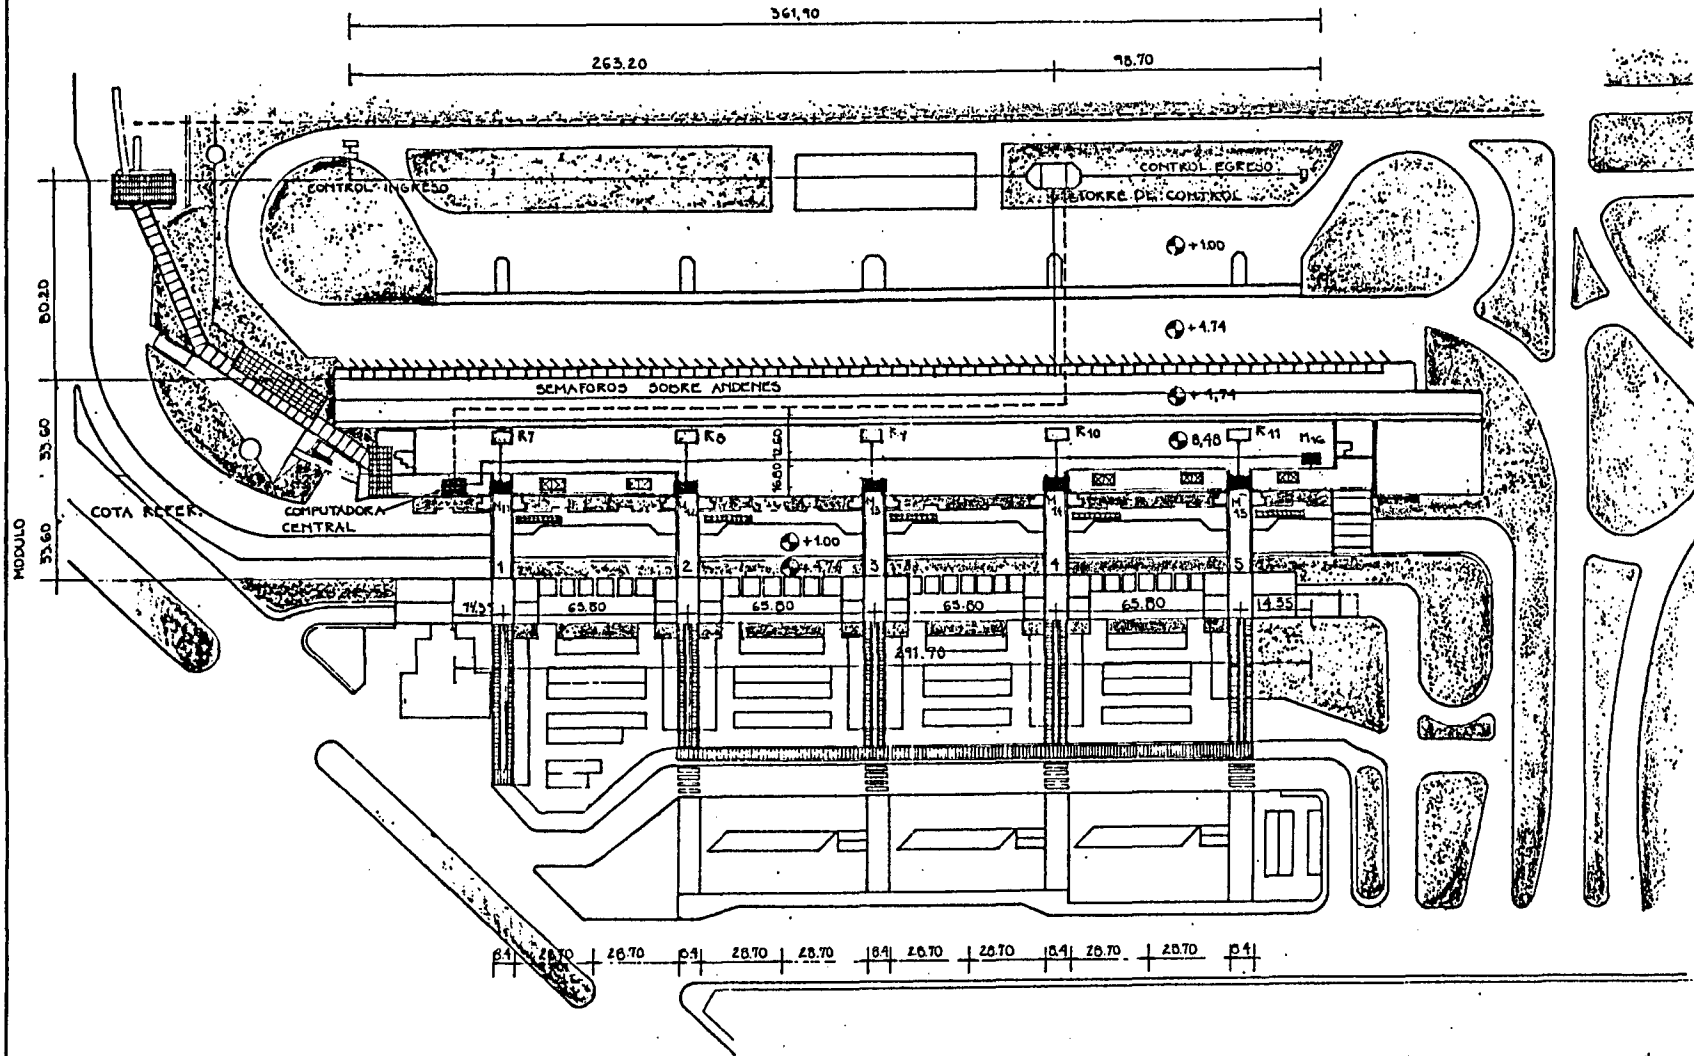 361,90
263.20
98.70
CONTROL INGRESO
CONTROL EGRESO
TORRE DE CONTROL
+1.00
80.20
+4.74
SEMAFOROS SOBRE ANDENES
+4,74
33.60
R7
R8
R10
8,48
R11
M16
16.80 12.60
COTA REFER.
COMPUTADORA
CENTRAL
M11
M15
+1.00
MODULO
33.60
1
2
3
4
5
14.35
65.80
65.80
65.80
65.80
14.35
291.70
8.4
28.70
28.70
8.4
28.70
28.70
8.4
28.70
28.70
8.4
28.70
28.70
8.4